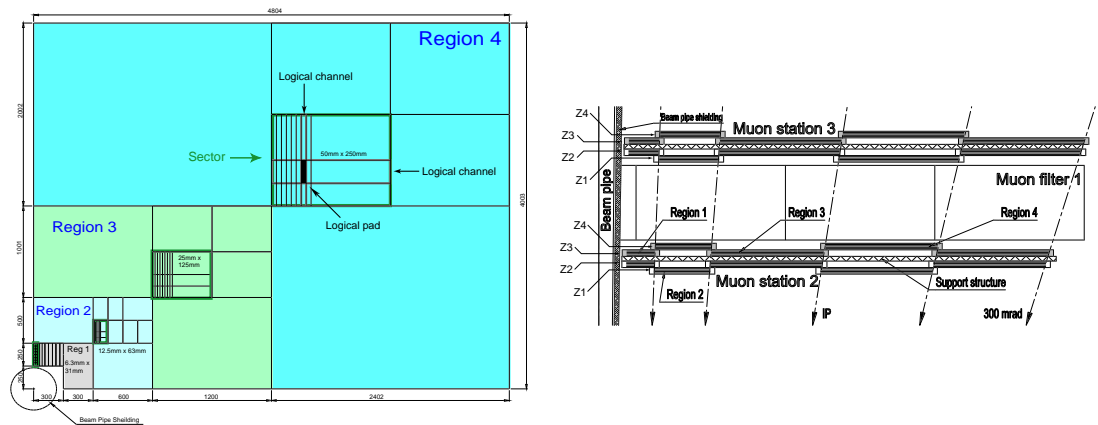 4804
Region 4
Logical channel
2002
Sector
50mm x 250mm
Logical channel
4003
Logical pad
Region 3
1001
25mm x
125mm
Region 2
500
Reg 1
12.5mm x 63mm
250
6.3mm x
31mm
250
300
300
600
1200
2402
Beam Pipe Sheilding
Z4
Beam pipe shielding
Muon station 3
Z3
Z2
Z1
Muon filter 1
Beam pipe
Region 1
Region 3
Region 4
Z4
Z3
Z2
Support structure
Muon station 2
Z1
Region 2
IP
300 mrad